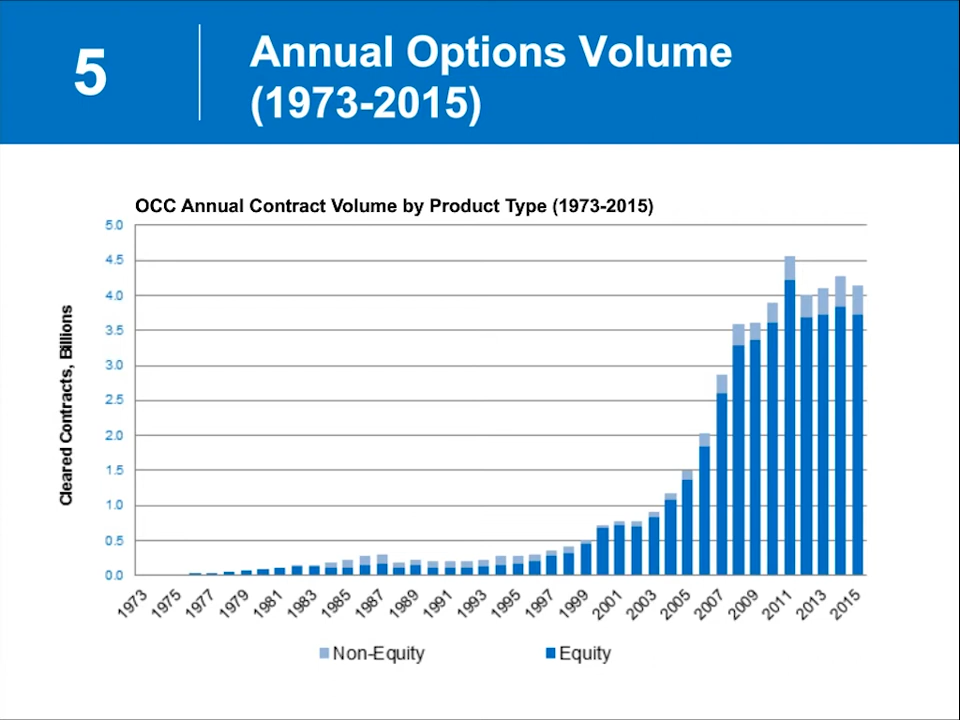 5
Annual Options Volume
(1973-2015)
OCC Annual Contract Volume by Product Type (1973-2015)
Cleared Contracts, Billions
5.0
4.5
4.0
3.5
3.0
2.5
2.0
1.5
1.0
0.5
0.0
1973 1975 1977 1979 1981 1983 1985 1987 1989 1991 1993 1995 1997 1999 2001 2003 2005 2007 2009 2011 2013 2015
Non-Equity Equity